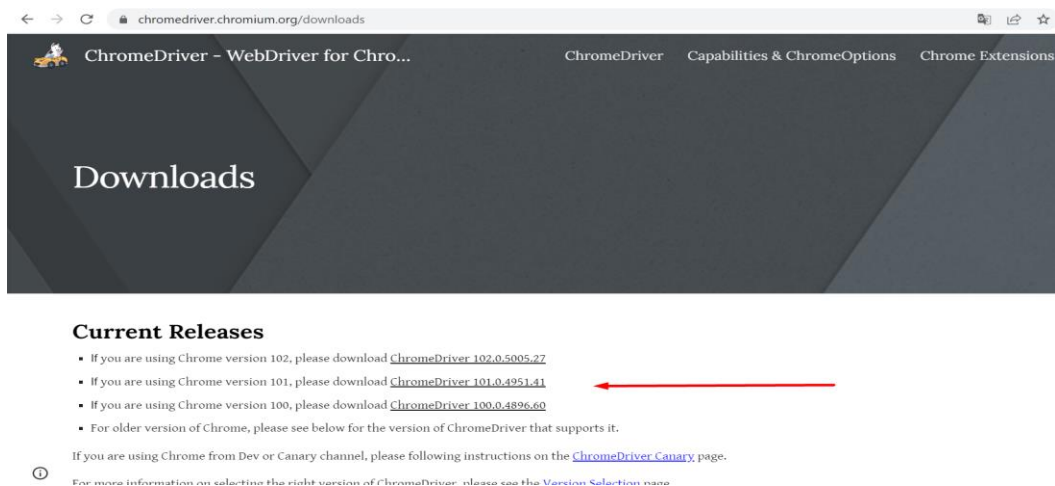 chromedriver.chromium.org/downloads
ChromeDriver - WebDriver for Chro...
ChromeDriver
Capabilities & ChromeOptions
Chrome Extensions
Downloads
Current Releases
If you are using Chrome version 102, please download ChromeDriver 102.0.5005.27
If you are using Chrome version 101, please download ChromeDriver 101.0.4951.41
If you are using Chrome version 100, please download ChromeDriver 100.0.4896.60
For older version of Chrome, please see below for the version of ChromeDriver that supports it.
If you are using Chrome from Dev or Canary channel, please following instructions on the ChromeDriver Canary page.
For more information on selecting the right version of ChromeDriver, please see the Version Selection page.